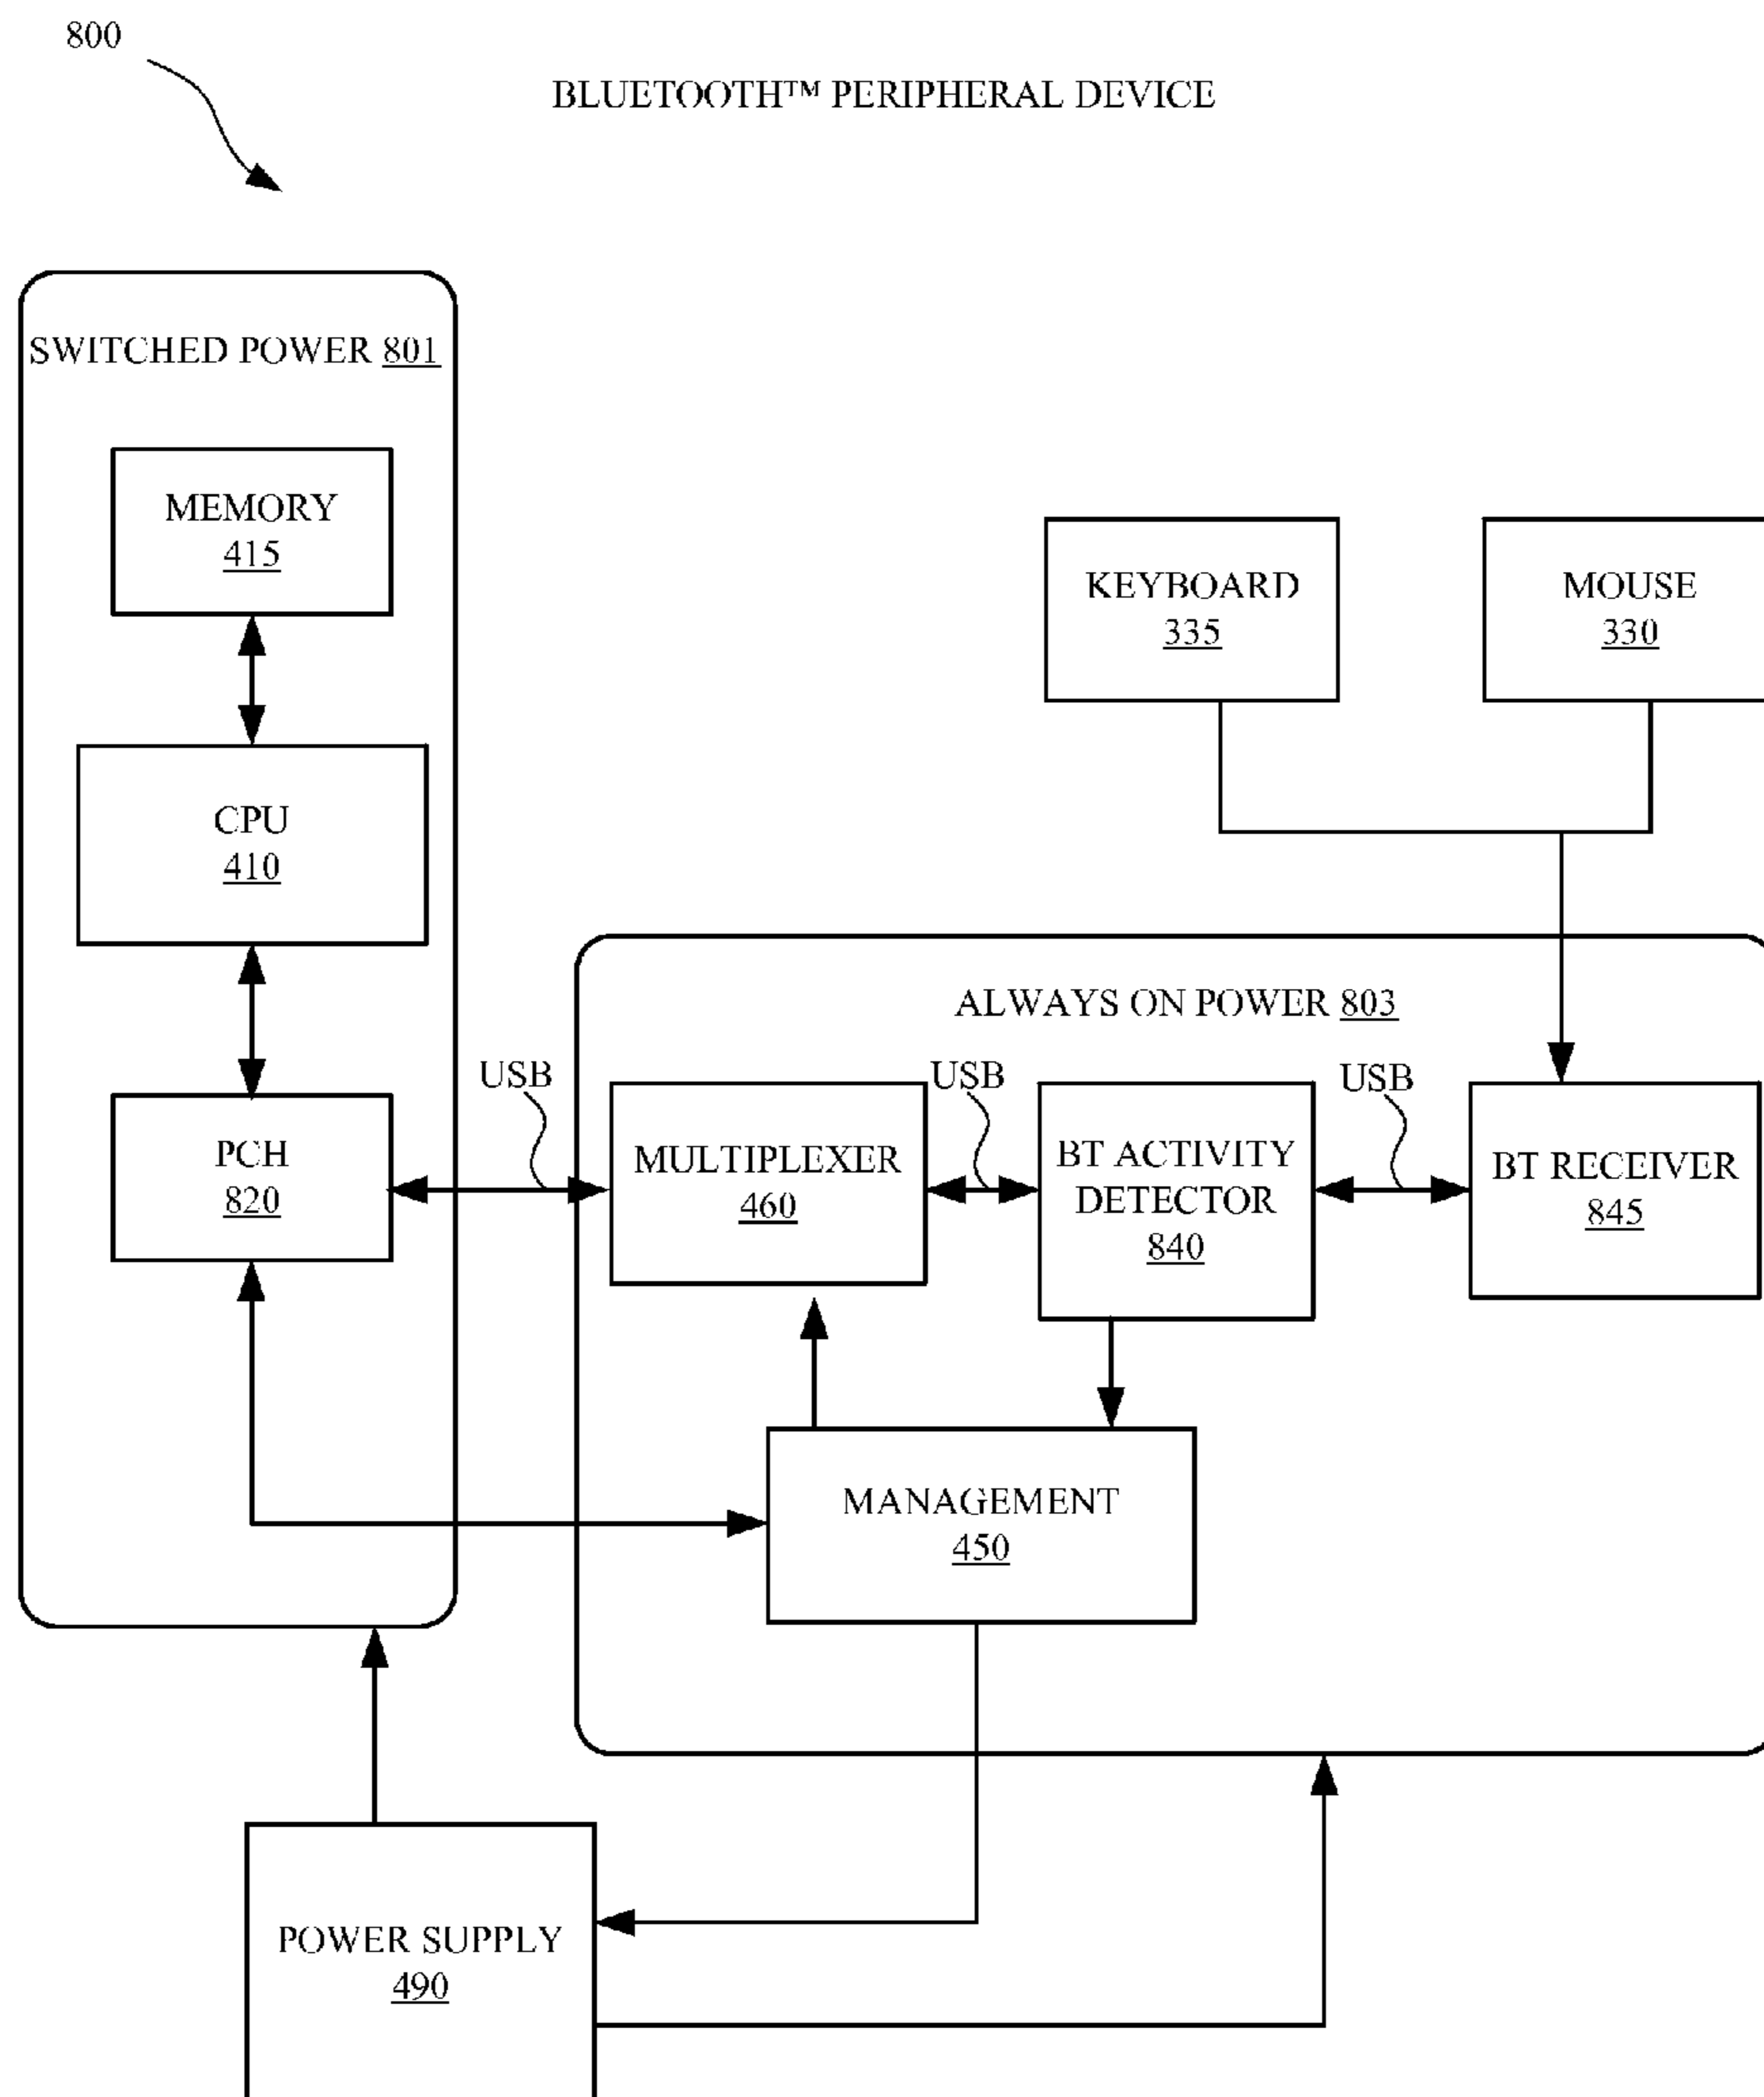 800
BLUETOOTH™ PERIPHERAL DEVICE
SWITCHED POWER 801
MEMORY
415
KEYBOARD
335
MOUSE
330
CPU
410
ALWAYS ON POWER 803
USB
USB
USB
PCH
820
MULTIPLEXER
460
BT ACTIVITY
DETECTOR
840
BT RECEIVER
845
MANAGEMENT
450
POWER SUPPLY
490